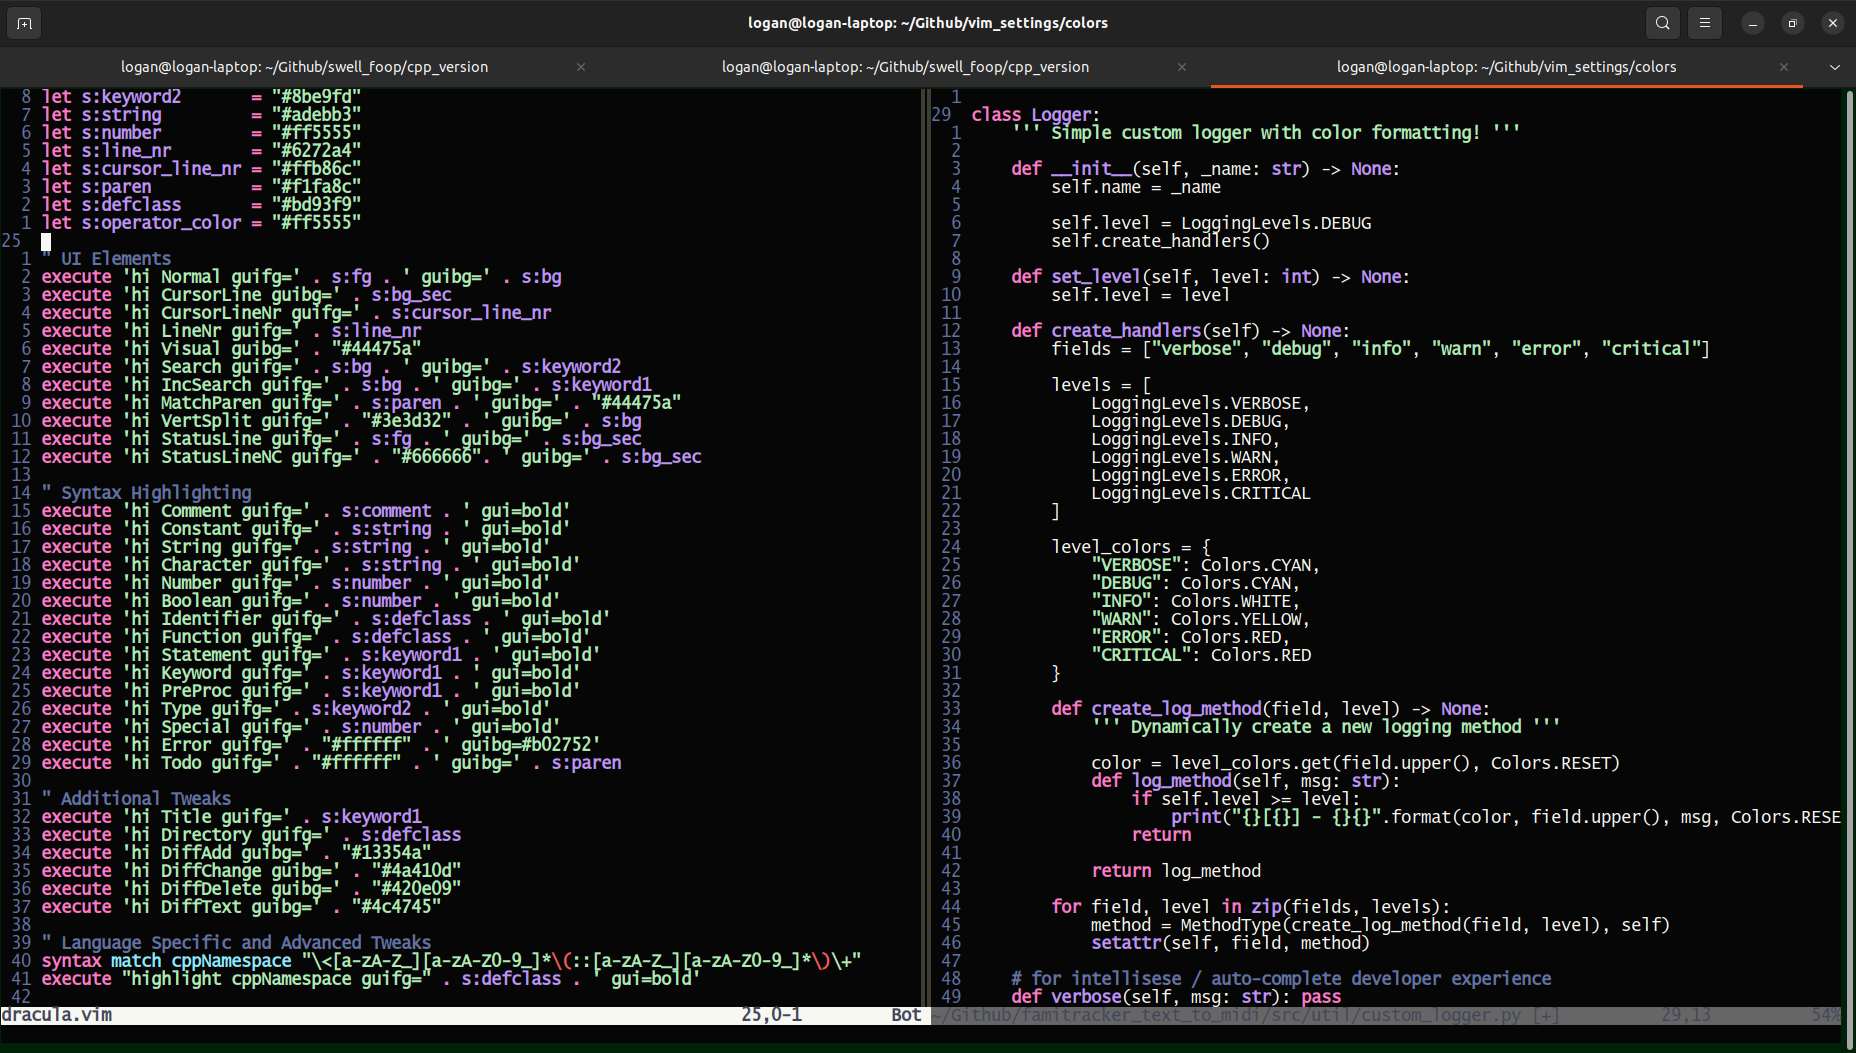 logan@logan-laptop: ~/Github/vim_settings/colors
logan@logan-laptop: ~/Github/swell_foop/cpp_version
logan@logan-laptop: ~/Github/swell_foop/cpp_version
logan@logan-laptop: ~/Github/vim_settings/colors
8 let s:keyword2       = "#8be9fd"
7 let s:string         = "#adebb3"
6 let s:number         = "#ff5555"
5 let s:line_nr        = "#6272a4"
4 let s:cursor_line_nr = "#ffb86c"
3 let s:paren          = "#f1fa8c"
2 let s:defclass       = "#bd93f9"
1 let s:operator_color = "#ff5555"
25
1 " UI Elements
2 execute 'hi Normal guifg=' . s:fg . ' guibg=' . s:bg
3 execute 'hi CursorLine guibg=' . s:bg_sec
4 execute 'hi CursorLineNr guifg=' . s:cursor_line_nr
5 execute 'hi LineNr guifg=' . s:line_nr
6 execute 'hi Visual guibg=' . "#44475a"
7 execute 'hi Search guifg=' . s:bg . ' guibg=' . s:keyword2
8 execute 'hi IncSearch guifg=' . s:bg . ' guibg=' . s:keyword1
9 execute 'hi MatchParen guifg=' . s:paren . ' guibg=' . "#44475a"
10 execute 'hi VertSplit guifg=' . "#3e3d32" . ' guibg=' . s:bg
11 execute 'hi StatusLine guifg=' . s:fg . ' guibg=' . s:bg_sec
12 execute 'hi StatusLineNC guifg=' . "#666666". ' guibg=' . s:bg_sec
13
14 " Syntax Highlighting
15 execute 'hi Comment guifg=' . s:comment . ' gui=bold'
16 execute 'hi Constant guifg=' . s:string . ' gui=bold'
17 execute 'hi String guifg=' . s:string . ' gui=bold'
18 execute 'hi Character guifg=' . s:string . ' gui=bold'
19 execute 'hi Number guifg=' . s:number . ' gui=bold'
20 execute 'hi Boolean guifg=' . s:number . ' gui=bold'
21 execute 'hi Identifier guifg=' . s:defclass . ' gui=bold'
22 execute 'hi Function guifg=' . s:defclass . ' gui=bold'
23 execute 'hi Statement guifg=' . s:keyword1 . ' gui=bold'
24 execute 'hi Keyword guifg=' . s:keyword1 . ' gui=bold'
25 execute 'hi PreProc guifg=' . s:keyword1 . ' gui=bold'
26 execute 'hi Type guifg=' . s:keyword2 . ' gui=bold'
27 execute 'hi Special guifg=' . s:number . ' gui=bold'
28 execute 'hi Error guifg=' . "#ffffff" . ' guibg=#b02752'
29 execute 'hi Todo guifg=' . "#ffffff" . ' guibg=' . s:paren
30
31 " Additional Tweaks
32 execute 'hi Title guifg=' . s:keyword1
33 execute 'hi Directory guifg=' . s:defclass
34 execute 'hi DiffAdd guibg=' . "#13354a"
35 execute 'hi DiffChange guibg=' . "#4a410d"
36 execute 'hi DiffDelete guibg=' . "#420e09"
37 execute 'hi DiffText guibg=' . "#4c4745"
38
39 " Language Specific and Advanced Tweaks
40 syntax match cppNamespace "\<[a-zA-Z_][a-zA-Z0-9_]*\(::[a-zA-Z_][a-zA-Z0-9_]*\)\+"
41 execute "highlight cppNamespace guifg=" . s:defclass . ' gui=bold'
42
dracula.vim 25,0-1 Bot
1
29 class Logger:
1     ''' Simple custom logger with color formatting! '''
2
3     def __init__(self, _name: str) -> None:
4         self.name = _name
5
6         self.level = LoggingLevels.DEBUG
7         self.create_handlers()
8
9     def set_level(self, level: int) -> None:
10         self.level = level
11
12     def create_handlers(self) -> None:
13         fields = ["verbose", "debug", "info", "warn", "error", "critical"]
14
15         levels = [
16             LoggingLevels.VERBOSE,
17             LoggingLevels.DEBUG,
18             LoggingLevels.INFO,
19             LoggingLevels.WARN,
20             LoggingLevels.ERROR,
21             LoggingLevels.CRITICAL
22         ]
23
24         level_colors = {
25             "VERBOSE": Colors.CYAN,
26             "DEBUG": Colors.CYAN,
27             "INFO": Colors.WHITE,
28             "WARN": Colors.YELLOW,
29             "ERROR": Colors.RED,
30             "CRITICAL": Colors.RED
31         }
32
33         def create_log_method(field, level) -> None:
34             ''' Dynamically create a new logging method '''
35
36             color = level_colors.get(field.upper(), Colors.RESET)
37             def log_method(self, msg: str):
38                 if self.level >= level:
39                     print("{}[{}] - {}{}".format(color, field.upper(), msg, Colors.RESE
40                 return
41
42             return log_method
43
44         for field, level in zip(fields, levels):
45             method = MethodType(create_log_method(field, level), self)
46             setattr(self, field, method)
47
48     # for intellisese / auto-complete developer experience
49     def verbose(self, msg: str): pass
~/Github/famitracker_text_to_midi/src/util/custom_logger.py [+] 29,13 54%